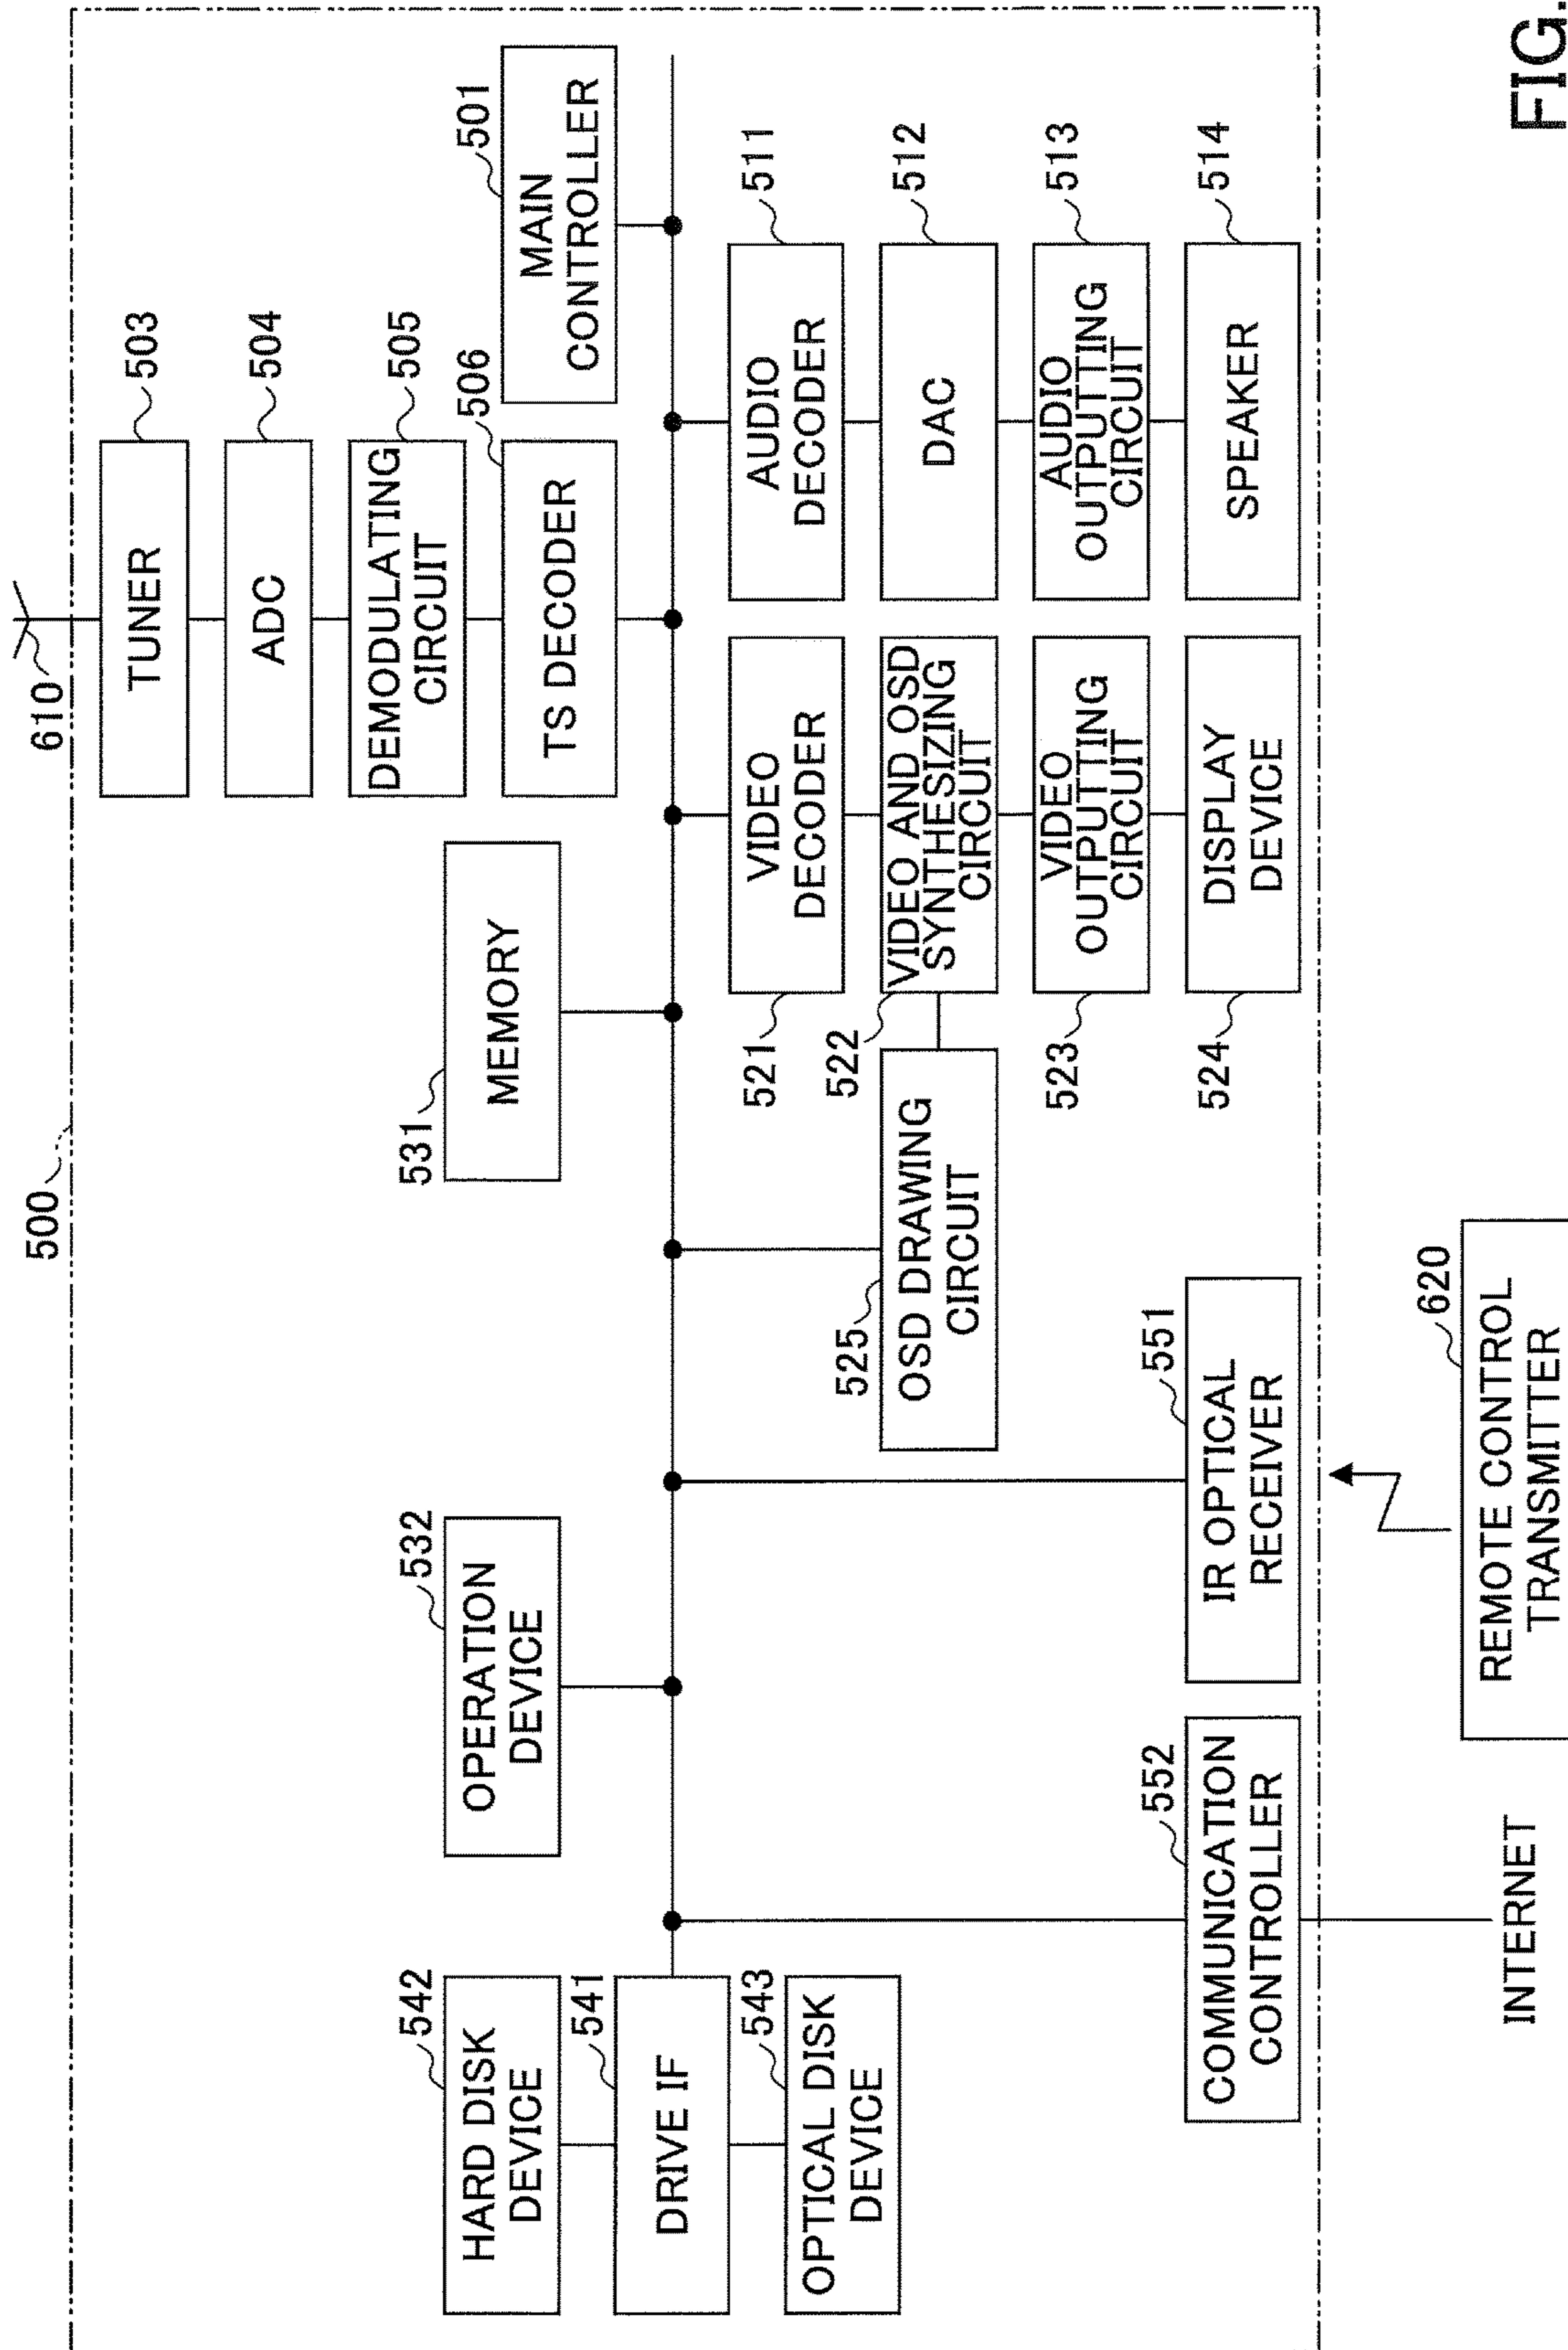 500
610
TUNER
503
ADC
504
DEMODULATING
CIRCUIT
505
TS DECODER
506
MAIN
CONTROLLER
501
MEMORY
531
OPERATION
DEVICE
532
HARD DISK
DEVICE
542
DRIVE IF
541
OPTICAL DISK
DEVICE
543
AUDIO
DECODER
511
DAC
512
AUDIO
OUTPUTTING
CIRCUIT
513
SPEAKER
514
VIDEO
DECODER
521
VIDEO AND OSD
SYNTHESIZING
CIRCUIT
522
VIDEO
OUTPUTTING
CIRCUIT
523
DISPLAY
DEVICE
524
OSD DRAWING
CIRCUIT
525
IR OPTICAL
RECEIVER
551
COMMUNICATION
CONTROLLER
552
REMOTE CONTROL
TRANSMITTER
620
INTERNET
FIG.